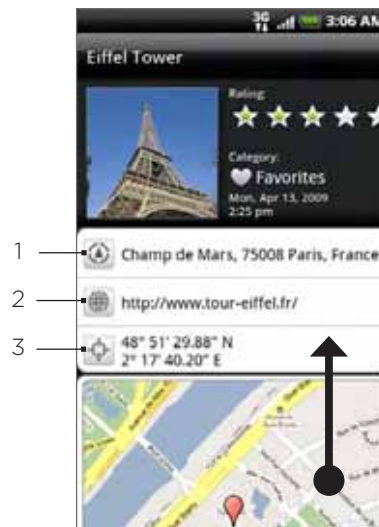 3G 3:06 AM
Eiffel Tower
Rating:
Category:
Favorites
Mon, Apr 13, 2009
2:25 pm
1
Champ de Mars, 75008 Paris, France
2
http://www.tour-eiffel.fr/
3
48° 51' 29.88" N
2° 17' 40.20" E